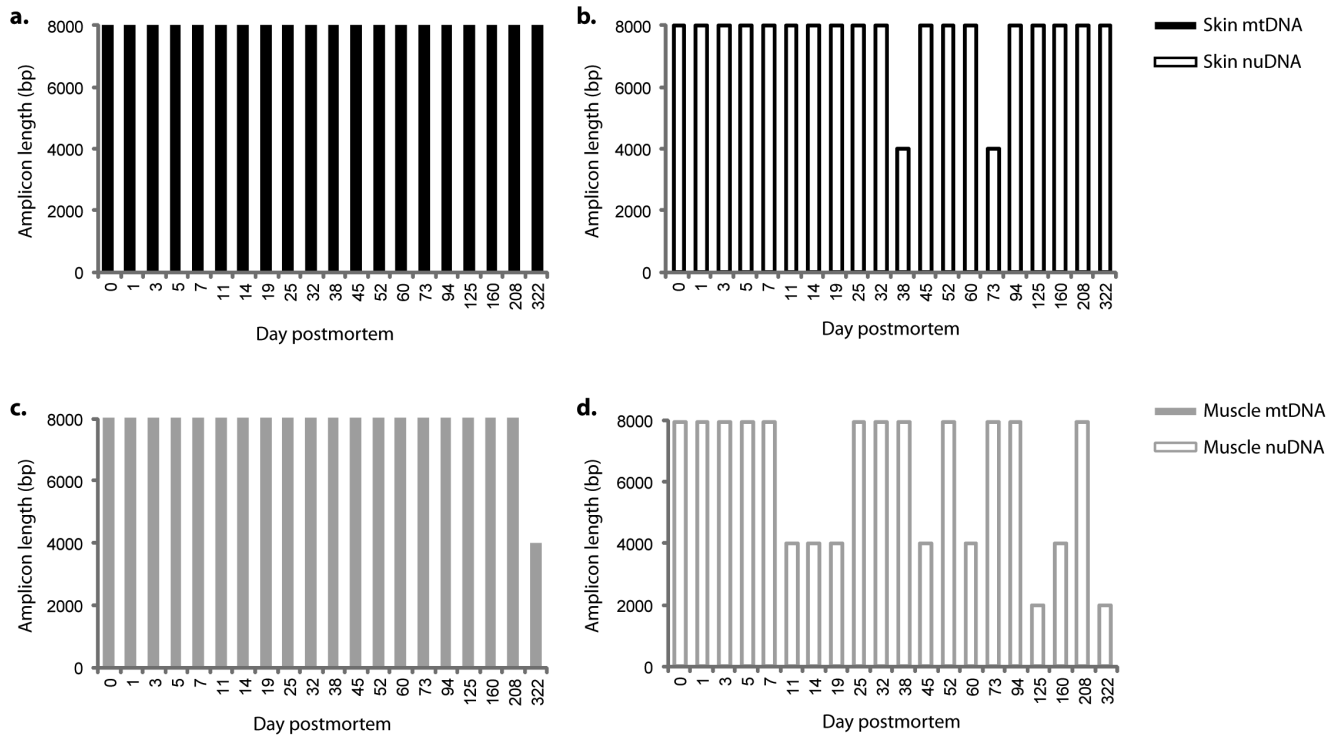 a.
Amplicon length (bp)
8000
6000
4000
2000
0
0 1 3 5 7 11 14 19 25 32 38 45 52 60 73 94 125 160 208 322
Day postmortem
b.
Amplicon length (bp)
8000
6000
4000
2000
0
0 1 3 5 7 11 14 19 25 32 38 45 52 60 73 94 125 160 208 322
Day postmortem
Skin mtDNA
Skin nuDNA
c.
Amplicon length (bp)
8000
6000
4000
2000
0
0 1 3 5 7 11 14 19 25 32 38 45 52 60 73 94 125 160 208 322
Day postmortem
d.
Amplicon length (bp)
8000
6000
4000
2000
0
0 1 3 5 7 11 14 19 25 32 38 45 52 60 73 94 125 160 208 322
Day postmortem
Muscle mtDNA
Muscle nuDNA